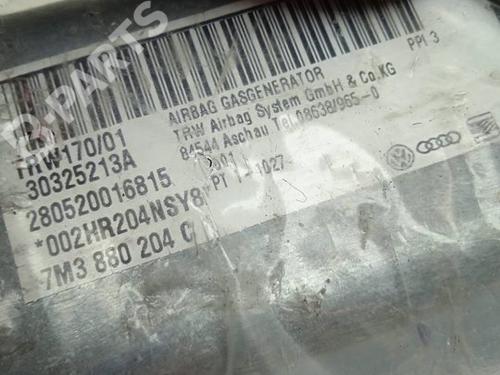 B-PARTS
PPI 3
AIRBAG GASGENERATOR
TRW Airbag System GmbH & Co.KG
84544 Aschau Tel 08638/965-0
TRW170/01
30325213A
280520016815
*002HR204NSY8*
7M3 880 204 C